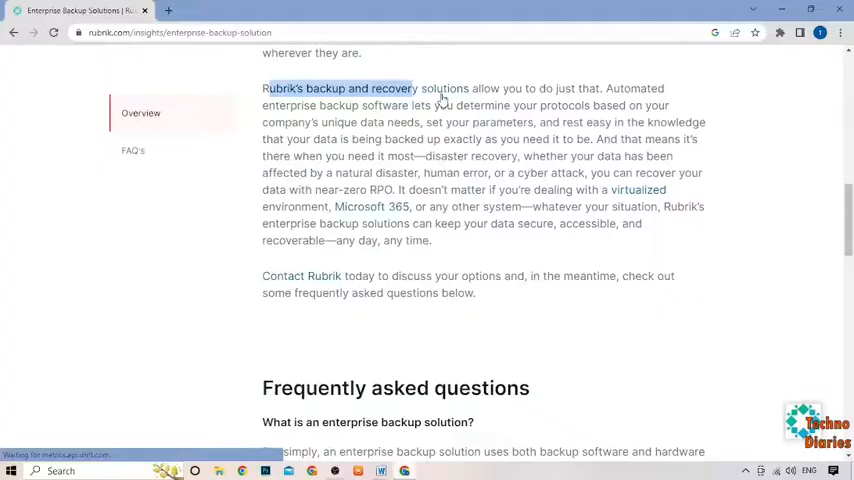 Enterprise Backup Solutions | Ru
rubrik.com/insights/enterprise-backup-solution
wherever they are.
Rubrik's backup and recovery solutions allow you to do just that. Automated
enterprise backup software lets you determine your protocols based on your
company's unique data needs, set your parameters, and rest easy in the knowledge
that your data is being backed up exactly as you need it to be. And that means it's
there when you need it most—disaster recovery, whether your data has been
affected by a natural disaster, human error, or a cyber attack, you can recover your
data with near-zero RPO. It doesn't matter if you're dealing with a virtualized
environment, Microsoft 365, or any other system—whatever your situation, Rubrik's
enterprise backup solutions can keep your data secure, accessible, and
recoverable—any day, any time.
Contact Rubrik today to discuss your options and, in the meantime, check out
some frequently asked questions below.
Overview
FAQ's
Frequently asked questions
What is an enterprise backup solution?
simply, an enterprise backup solution uses both backup software and hardware
Techno
Diaries
Waiting for metrics.api.drift.com...
Search
ENG